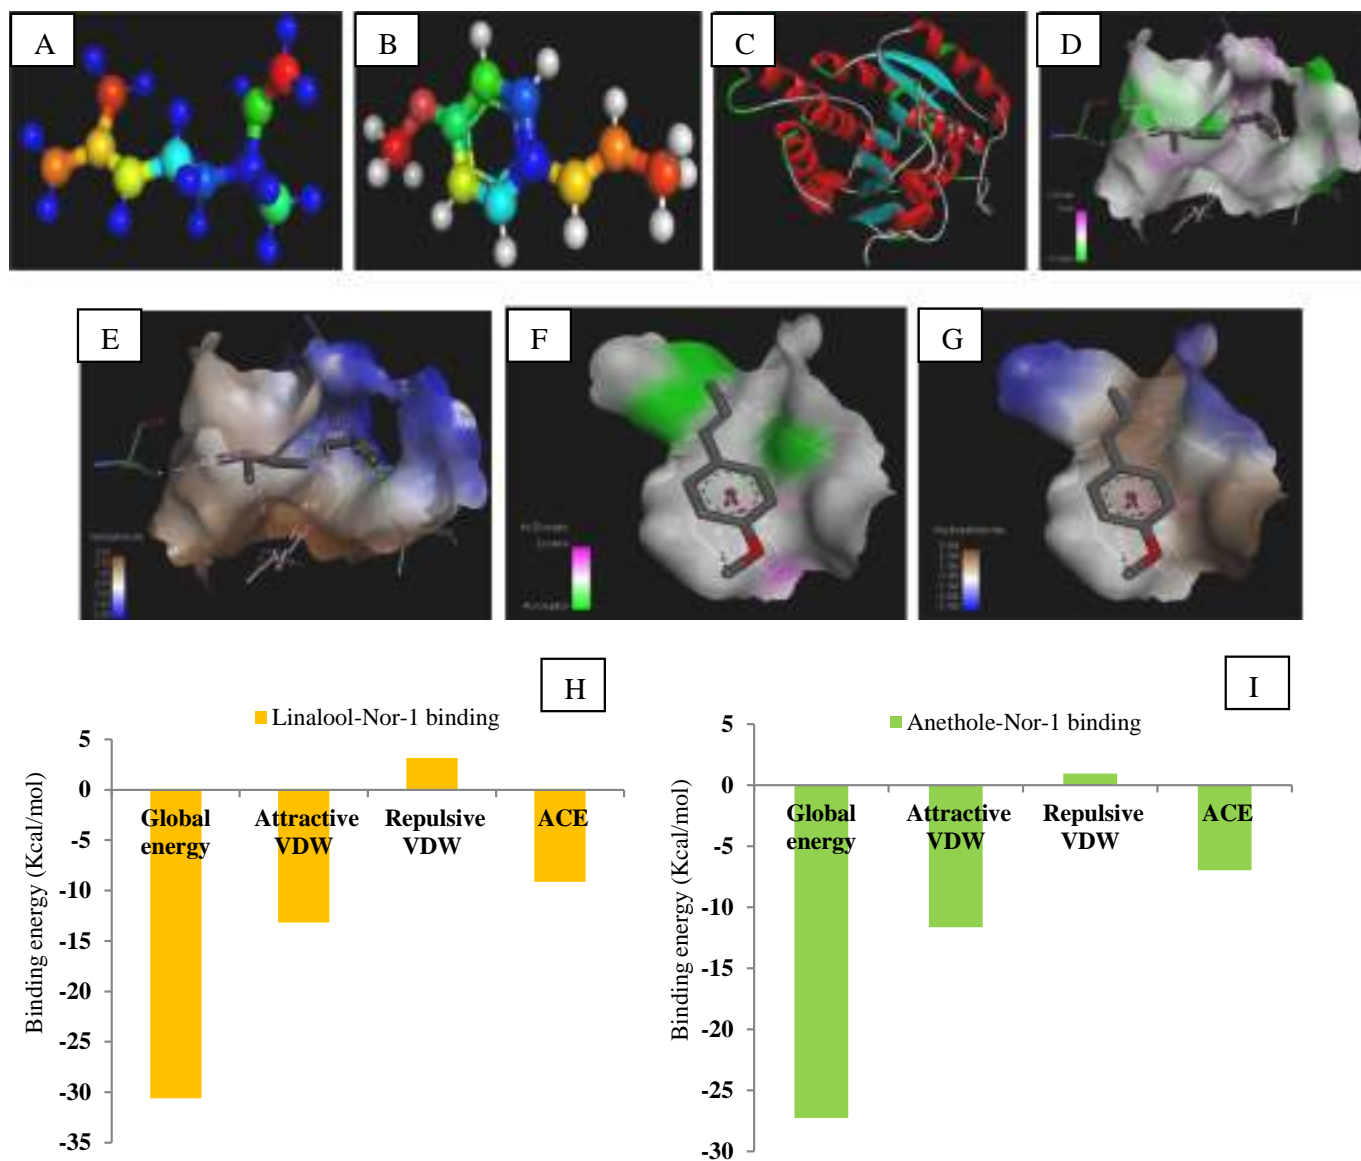 A
B
C
D
E
F
G
H
I
Linalool-Nor-1 binding
Binding energy (Kcal/mol)
5
0
-5
-10
-15
-20
-25
-30
-35
Global
energy
Attractive
VDW
Repulsive
VDW
ACE
Anethole-Nor-1 binding
Binding energy (Kcal/mol)
5
0
-5
-10
-15
-20
-25
-30
Global
energy
Attractive
VDW
Repulsive
VDW
ACE